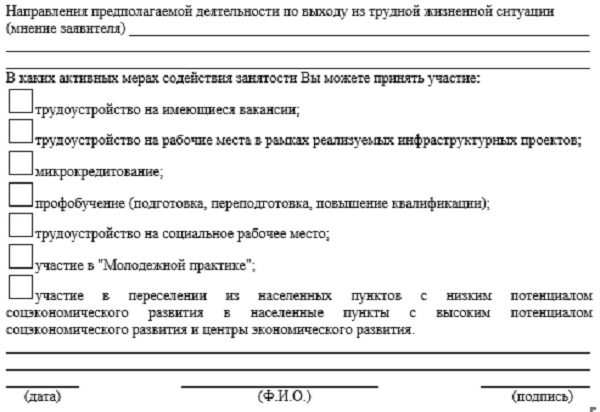 Направления предполагаемой деятельности по выходу из трудной жизненной ситуации
(мнение заявителя)
В каких активных мерах содействия занятости Вы можете принять участие:
трудоустройство на имеющиеся вакансии;
трудоустройство на рабочие места в рамках реализуемых инфраструктурных проектов;
микрокредитование;
профобучение (подготовка, переподготовка, повышение квалификации);
трудоустройство на социальное рабочее место;
участие в "Молодежной практике";
участие в переселении из населенных пунктов с низким потенциалом
соцэкономического развития в населенные пункты с высоким потенциалом
соцэкономического развития и центры экономического развития.
(дата) (Ф.И.О.) (подпись)